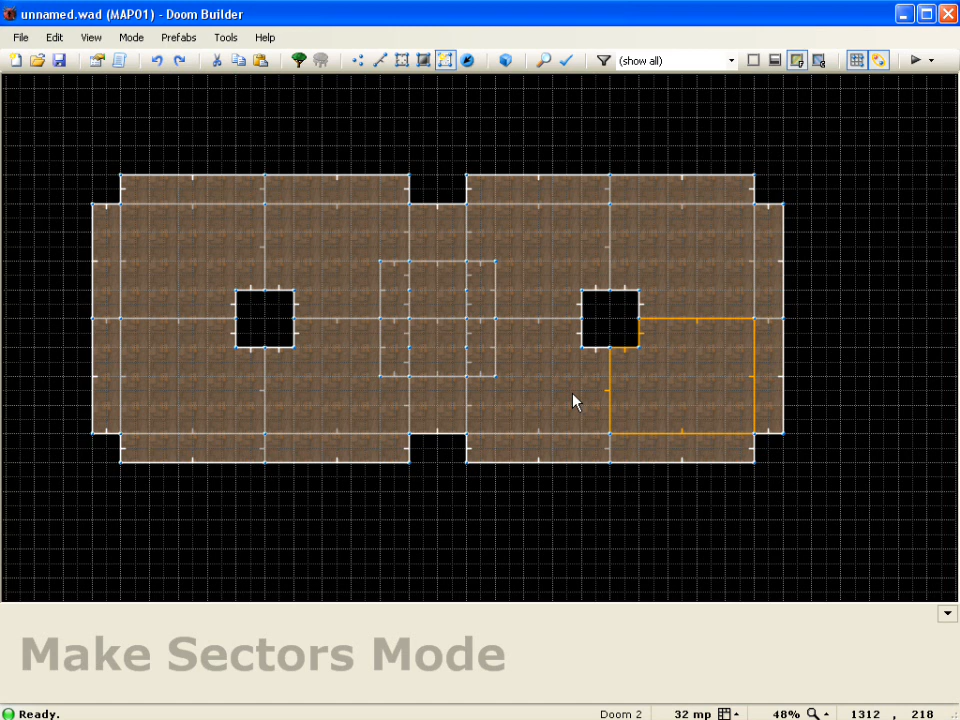 unnamed.wad (MAP01) - Doom Builder
File Edit View Mode Prefabs Tools Help
(show all)
Make Sectors Mode
Ready. Doom 2 32 mp 48% 1312 , 218